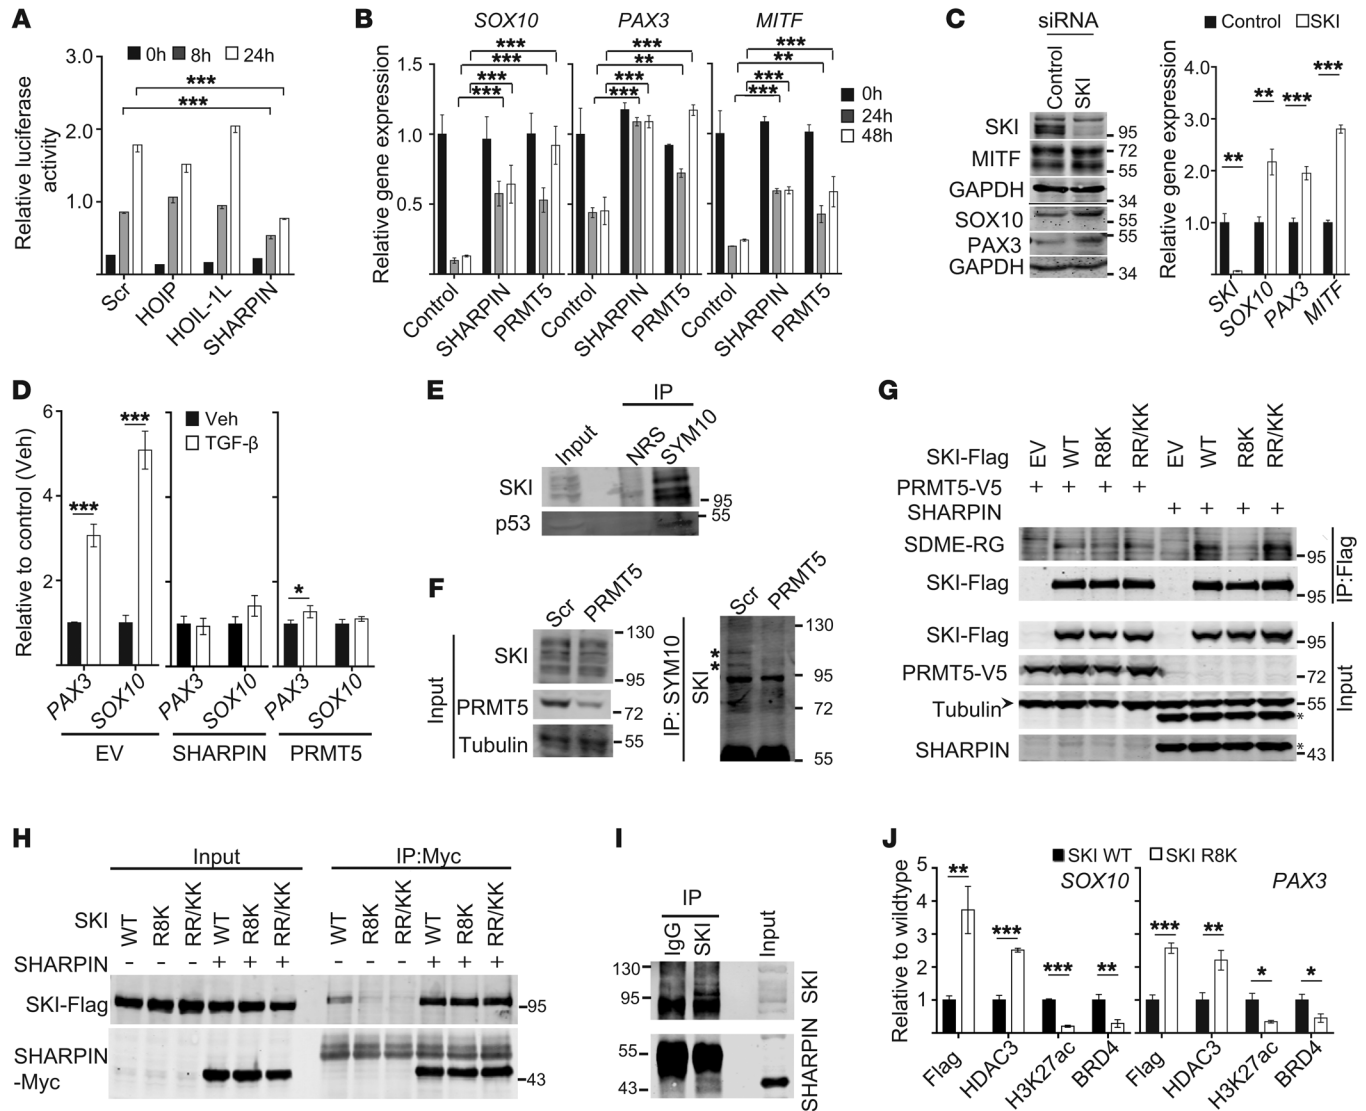 A
0h 8h 24h
Relative luciferase
activity
3.0
2.0
1.0
***
***
Scr
HOIP
HOIL-1L
SHARPIN
B
SOX10 PAX3 MITF
Relative gene expression
1.5
1.0
0.5
*** *** ***
*** ** **
*** *** ***
*** *** ***
0h
24h
48h
Control
SHARPIN
PRMT5
Control
SHARPIN
PRMT5
Control
SHARPIN
PRMT5
C
siRNA
Control
SKI
SKI 95
MITF 72
55
GAPDH 34
SOX10 55
PAX3 55
GAPDH 34
Control SKI
Relative gene expression
4.0
3.0
2.0
1.0
** ** *** ***
SKI
SOX10
PAX3
MITF
D
Relative to control (Veh)
6
4
2
Veh
TGF-β
*** *** *
PAX3
SOX10
PAX3
SOX10
PAX3
SOX10
EV SHARPIN PRMT5
E
IP
Input
NRS
SYM10
SKI 95
p53 55
F
Scr
PRMT5
Input
SKI 130
95
PRMT5 72
Tubulin 55
Scr
PRMT5
IP: SYM10
SKI
*
*
130
95
72
55
G
SKI-Flag EV WT R8K RR/KK EV WT R8K RR/KK
PRMT5-V5 + + + +
SHARPIN + + + +
SDME-RG 95
SKI-Flag 95
IP:Flag
SKI-Flag 95
PRMT5-V5 72
Tubulin 55
*
SHARPIN *
43
Input
H
Input IP:Myc
SKI WT R8K RR/KK WT R8K RR/KK WT R8K RR/KK WT R8K RR/KK
SHARPIN - - - + + + - - - + + +
SKI-Flag 95
SHARPIN
-Myc 43
I
IP
IgG
SKI
Input
130
95
SKI
55
43
SHARPIN
J
SKI WT SKI R8K
SOX10 PAX3
Relative to wildtype
5
4
3
2
1
0
** *** *** ** *** ** * *
Flag
HDAC3
H3K27ac
BRD4
Flag
HDAC3
H3K27ac
BRD4